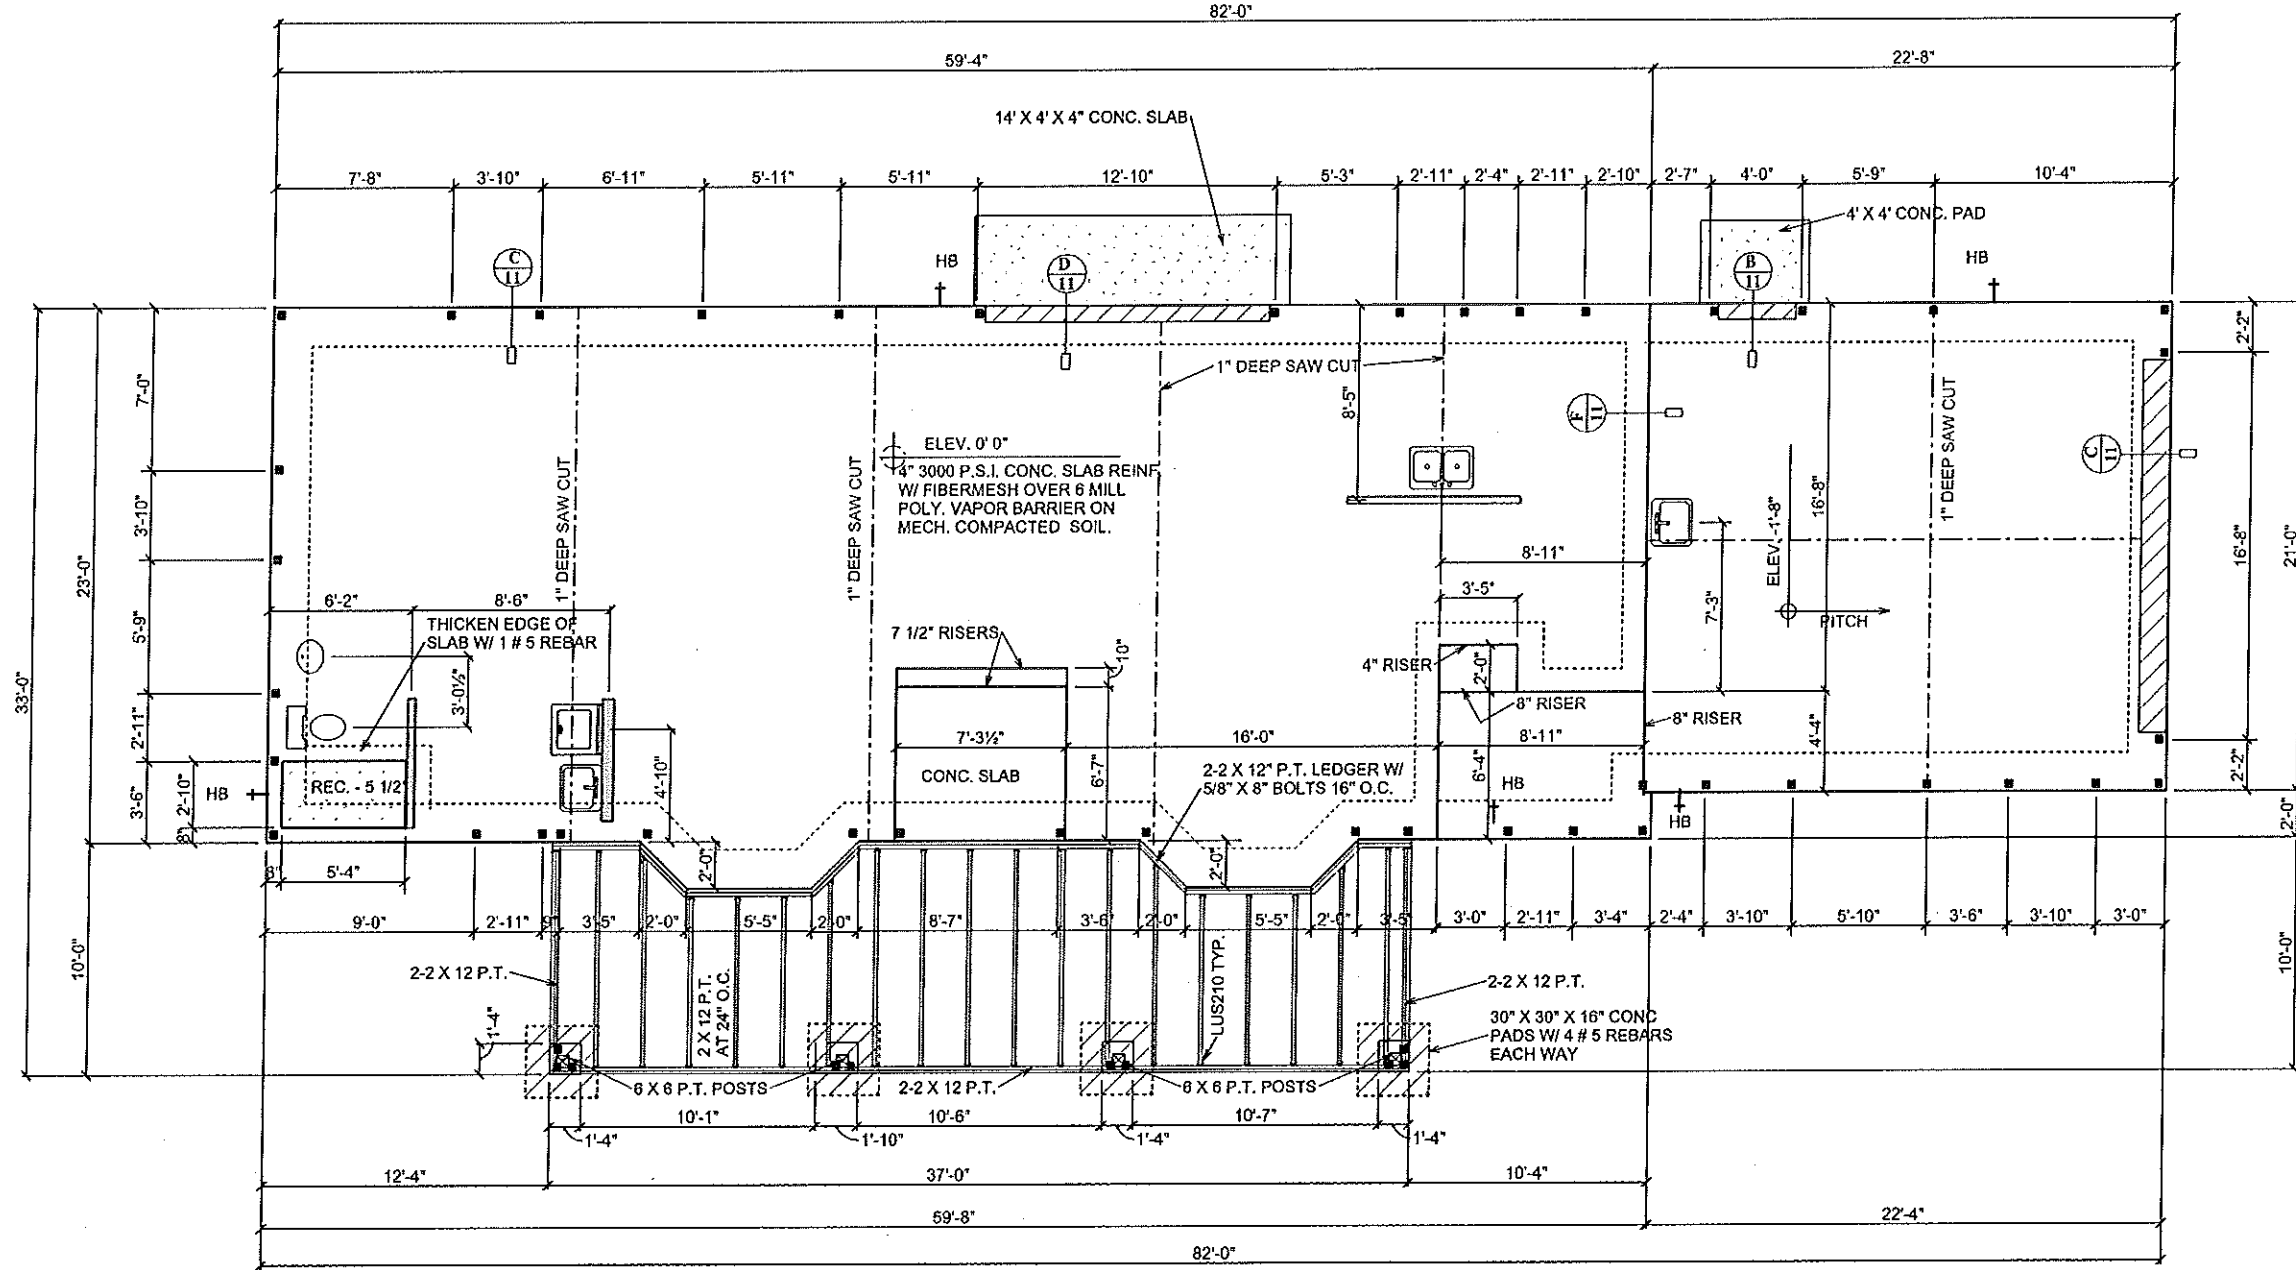 82'-0"
59'-4"
22'-8"
14' X 4' X 4" CONC. SLAB
7'-8"
3'-10"
6'-11"
5'-11"
5'-11"
12'-10"
5'-3"
2'-11"
2'-4"
2'-11"
2'-10"
2'-7"
4'-0"
5'-9"
10'-4"
4' X 4' CONC. PAD
C
11
HB
D
11
B
11
HB
33'-0"
23'-0"
7'-0"
3'-10"
5'-9"
2'-11"
3'-6"
2'-10"
8"
1" DEEP SAW CUT
8'-5"
F
11
C
11
2'-2"
16'-8"
2'-2"
21'-0"
2'-0"
10'-0"
ELEV. 0' 0"
4" 3000 P.S.I. CONC. SLAB REINF.
W/ FIBERMESH OVER 6 MILL
POLY. VAPOR BARRIER ON
MECH. COMPACTED SOIL.
1" DEEP SAW CUT
1" DEEP SAW CUT
1" DEEP SAW CUT
16'-8"
ELEV. -1'-8"
PITCH
7'-3"
8'-11"
3'-5"
6'-2"
8'-6"
THICKEN EDGE OF
SLAB W/ 1 # 5 REBAR
3'-0½"
7 1/2" RISERS
10"
4" RISER
2'-0"
8" RISER
8" RISER
4'-4"
7'-3½"
16'-0"
8'-11"
CONC. SLAB
6'-7"
6'-4"
4'-10"
REC. - 5 1/2"
HB
2-2 X 12" P.T. LEDGER W/
5/8" X 8" BOLTS 16" O.C.
HB
HB
2'-0"
2'-0"
8"
5'-4"
9'-0"
2'-11"
9"
3'-5"
2'-0"
5'-5"
2'-0"
8'-7"
3'-6"
2'-0"
5'-5"
2'-0"
3'-5"
3'-0"
2'-11"
3'-4"
2'-4"
3'-10"
5'-10"
3'-6"
3'-10"
3'-0"
10'-0"
2-2 X 12 P.T.
2 X 12 P.T.
AT 24" O.C.
LUS210 TYP.
2-2 X 12 P.T.
30" X 30" X 16" CONC
PADS W/ 4 # 5 REBARS
EACH WAY
1'-4"
6 X 6 P.T. POSTS
2-2 X 12 P.T.
6 X 6 P.T. POSTS
10'-1"
10'-6"
10'-7"
1'-4"
1'-10"
1'-4"
1'-4"
12'-4"
37'-0"
10'-4"
59'-8"
22'-4"
82'-0"